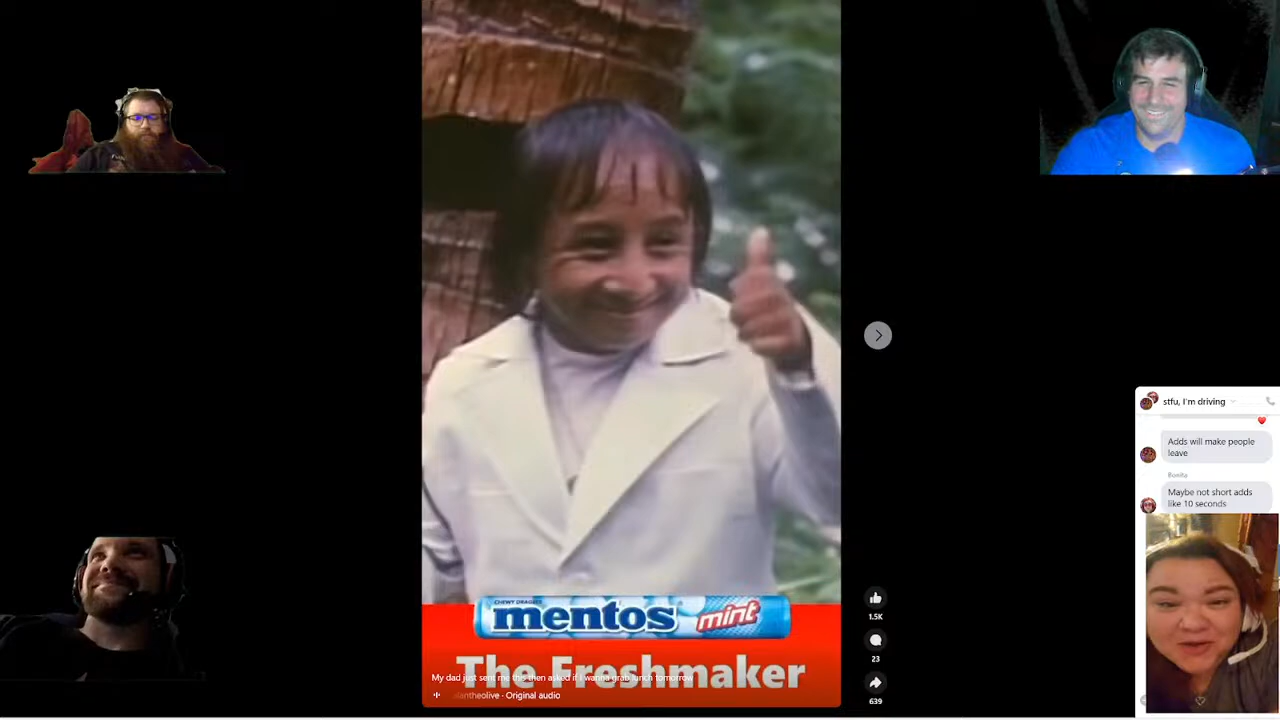 CHEWY DRAGEES
mentos mint
The Freshmaker
My dad just sent me this then asked if I wanna grab lunch tomorrow
antheolive · Original audio
1.5K
23
639
stfu, I'm driving
Adds will make people
leave
Bonita
Maybe not short adds
like 10 seconds